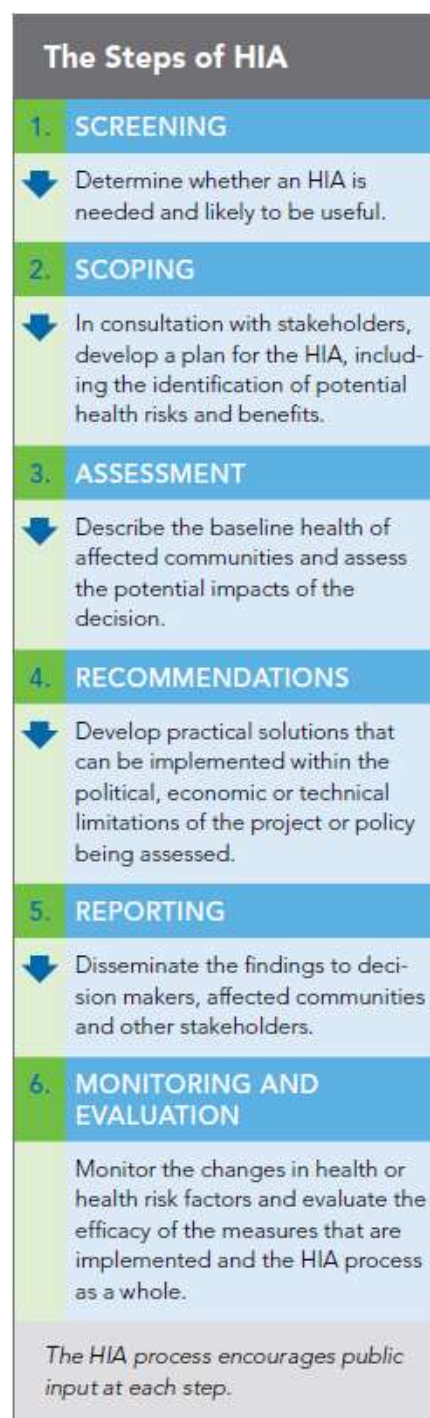 The Steps of HIA
1. SCREENING
Determine whether an HIA is
needed and likely to be useful.
2. SCOPING
In consultation with stakeholders,
develop a plan for the HIA, includ-
ing the identification of potential
health risks and benefits.
3. ASSESSMENT
Describe the baseline health of
affected communities and assess
the potential impacts of the
decision.
4. RECOMMENDATIONS
Develop practical solutions that
can be implemented within the
political, economic or technical
limitations of the project or policy
being assessed.
5. REPORTING
Disseminate the findings to deci-
sion makers, affected communities
and other stakeholders.
6. MONITORING AND
EVALUATION
Monitor the changes in health or
health risk factors and evaluate the
efficacy of the measures that are
implemented and the HIA process
as a whole.
The HIA process encourages public
input at each step.